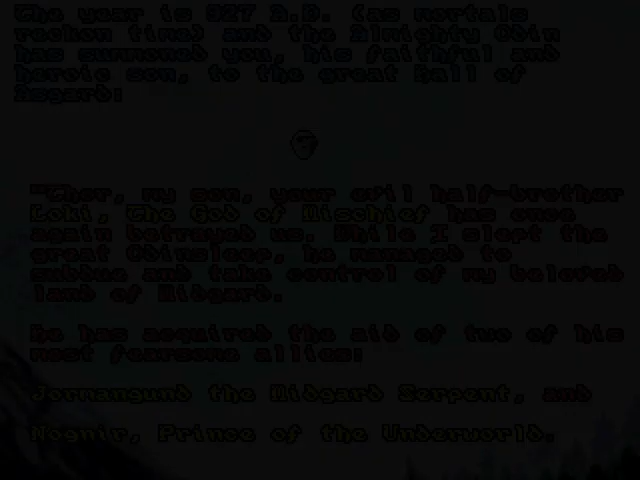 The year is 927 A.D. (as mortals
reckon time) and the Almighty Odin
has summoned you, his faithful and
heroic son, to the great Hall of
Asgard:
"Thor, my son, your evil half-brother
Loki, The God of Mischief has once
again betrayed us. While I slept the
great Odinsleep, he managed to
subdue and take control of my beloved
land of Midgard.
He has acquired the aid of two of his
most fearsome allies:
Jormangund the Midgard Serpent, and
Nognir, Prince of the Underworld.